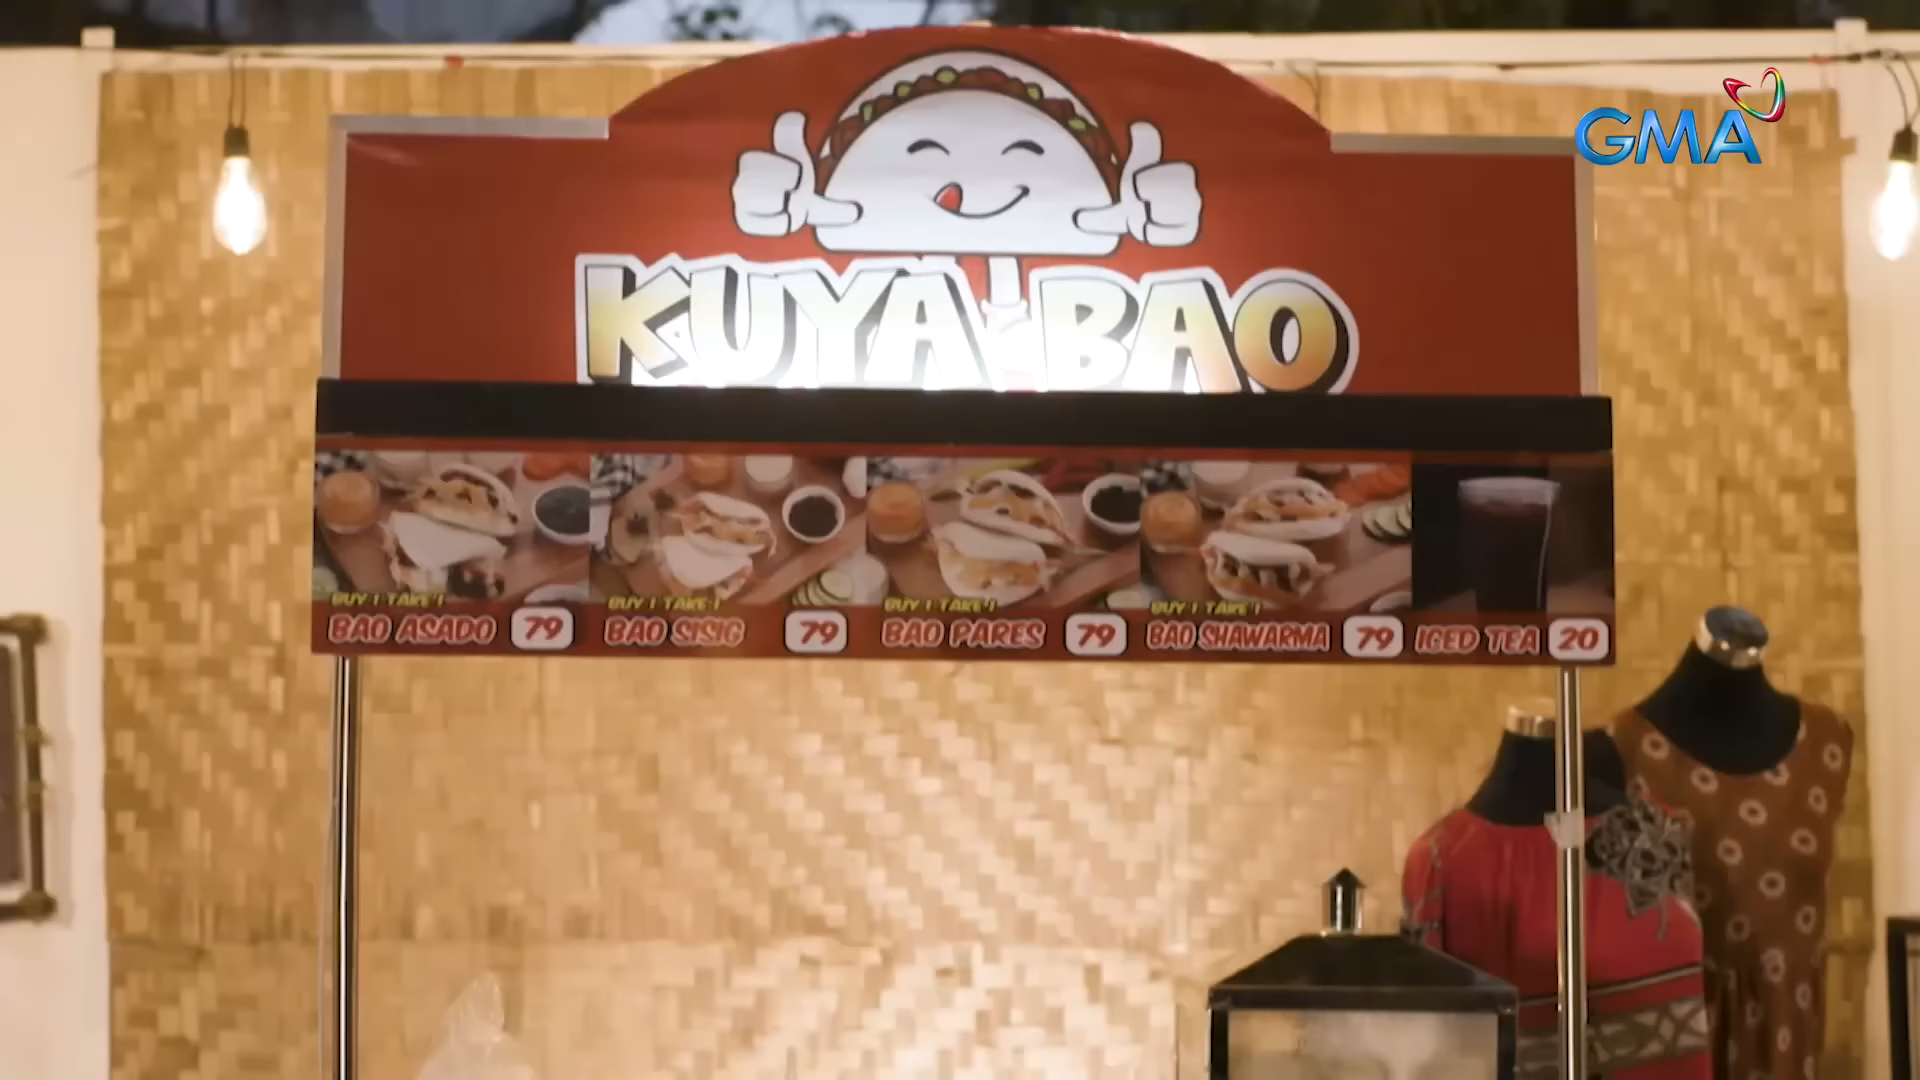 GMA
KUYA BAO
BUY 1 TAKE 1
BAO ASADO 79
BUY 1 TAKE 1
BAO SISIG 79
BUY 1 TAKE 1
BAO PARES 79
BUY 1 TAKE 1
BAO SHAWARMA 79
ICED TEA 20